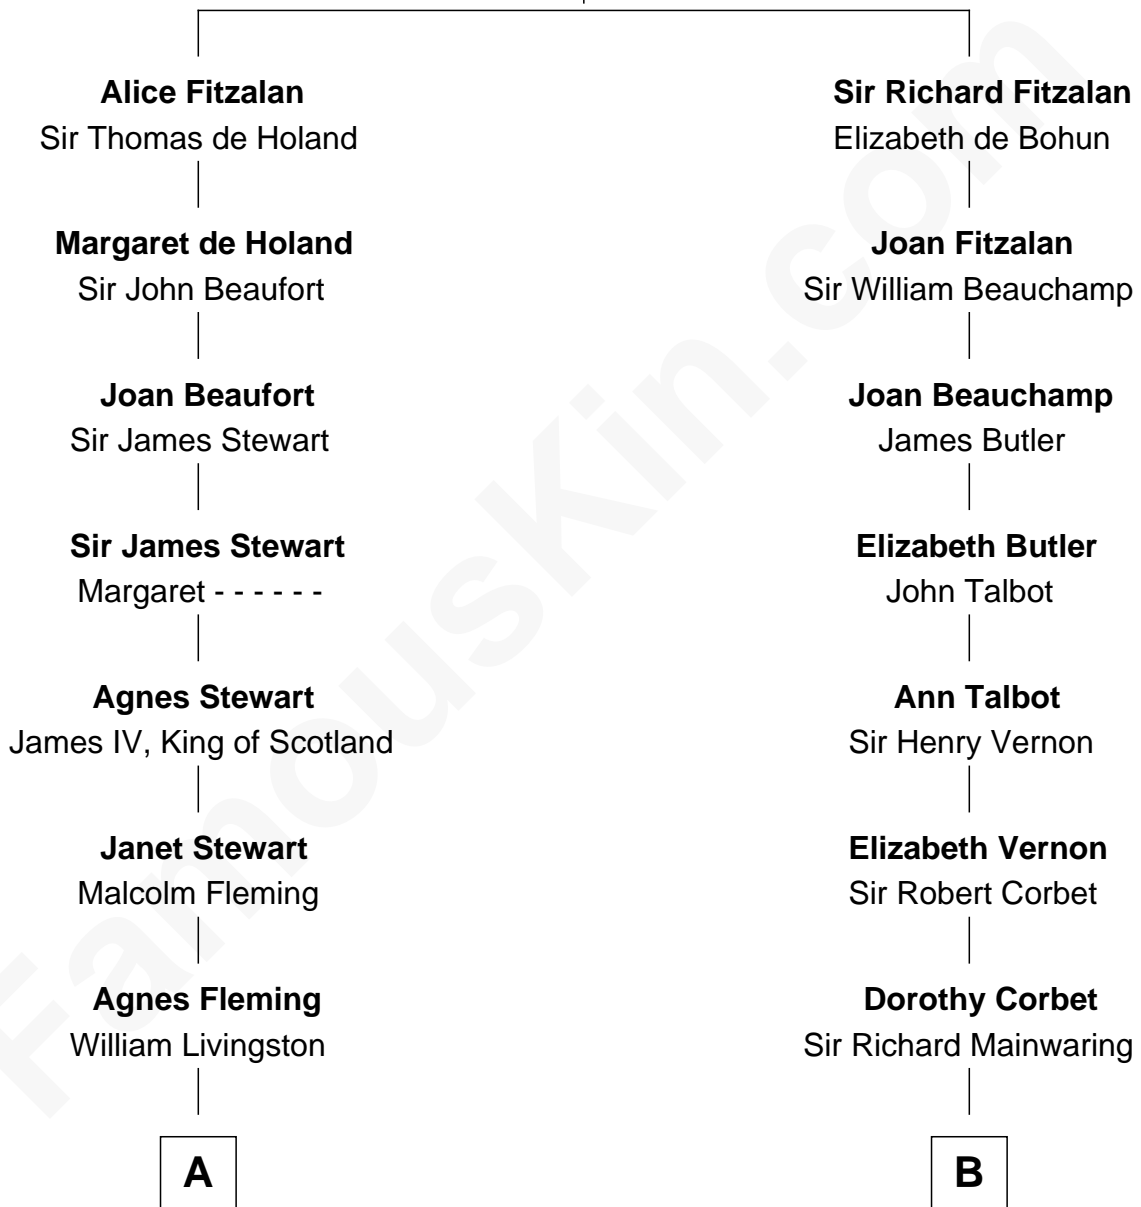 Alice Fitzalan
Sir Thomas de Holand
Margaret de Holand
Sir John Beaufort
Joan Beaufort
Sir James Stewart
Sir James Stewart
Margaret - - - - - -
Agnes Stewart
James IV, King of Scotland
Janet Stewart
Malcolm Fleming
Agnes Fleming
William Livingston
A
Sir Richard Fitzalan
Elizabeth de Bohun
Joan Fitzalan
Sir William Beauchamp
Joan Beauchamp
James Butler
Elizabeth Butler
John Talbot
Ann Talbot
Sir Henry Vernon
Elizabeth Vernon
Sir Robert Corbet
Dorothy Corbet
Sir Richard Mainwaring
B
FamousKin.com